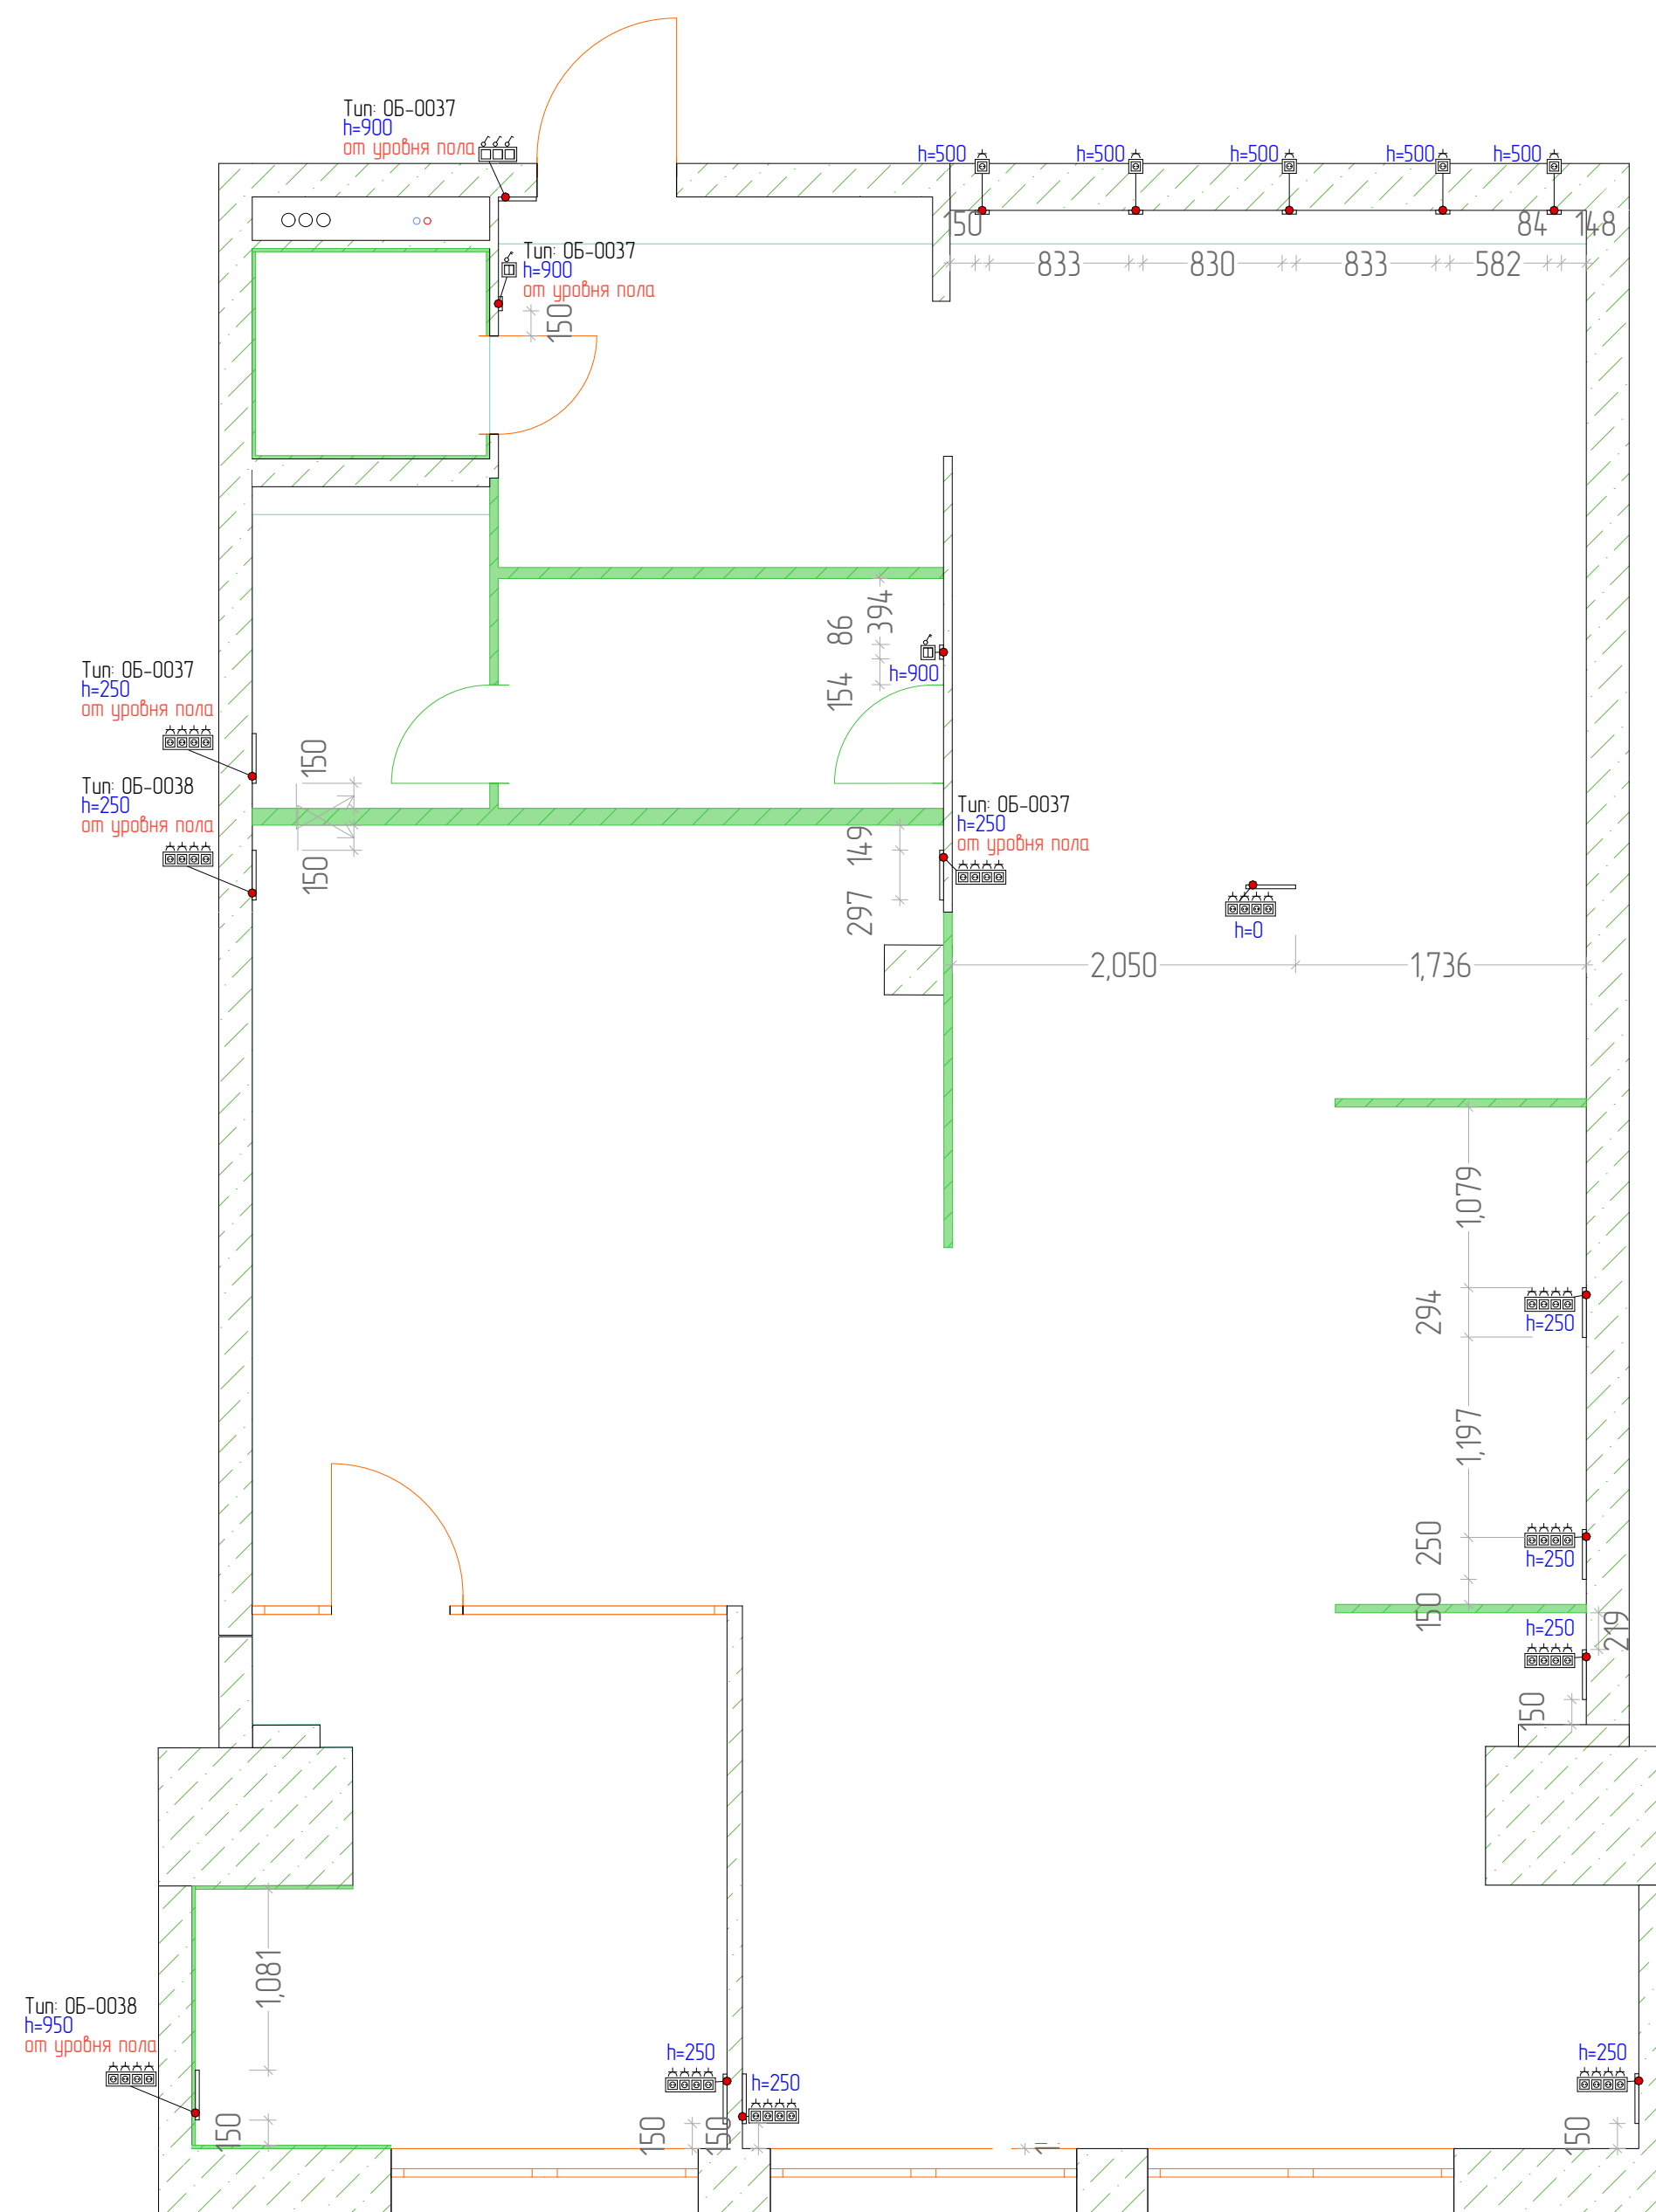 Тип: ОБ-0037
h=900
от уровня пола
h=500
h=500
h=500
h=500
h=500
150
84
148
833
830
833
582
Тип: ОБ-0037
h=900
от уровня пола
150
394
86
154
h=900
Тип: ОБ-0037
h=250
от уровня пола
150
Тип: ОБ-0038
h=250
от уровня пола
150
Тип: ОБ-0037
h=250
от уровня пола
149
297
h=0
2,050
1,736
1,079
294
h=250
1,197
250
h=250
150
h=250
219
150
1,081
Тип: ОБ-0038
h=950
от уровня пола
150
h=250
h=250
150
150
1
h=250
150